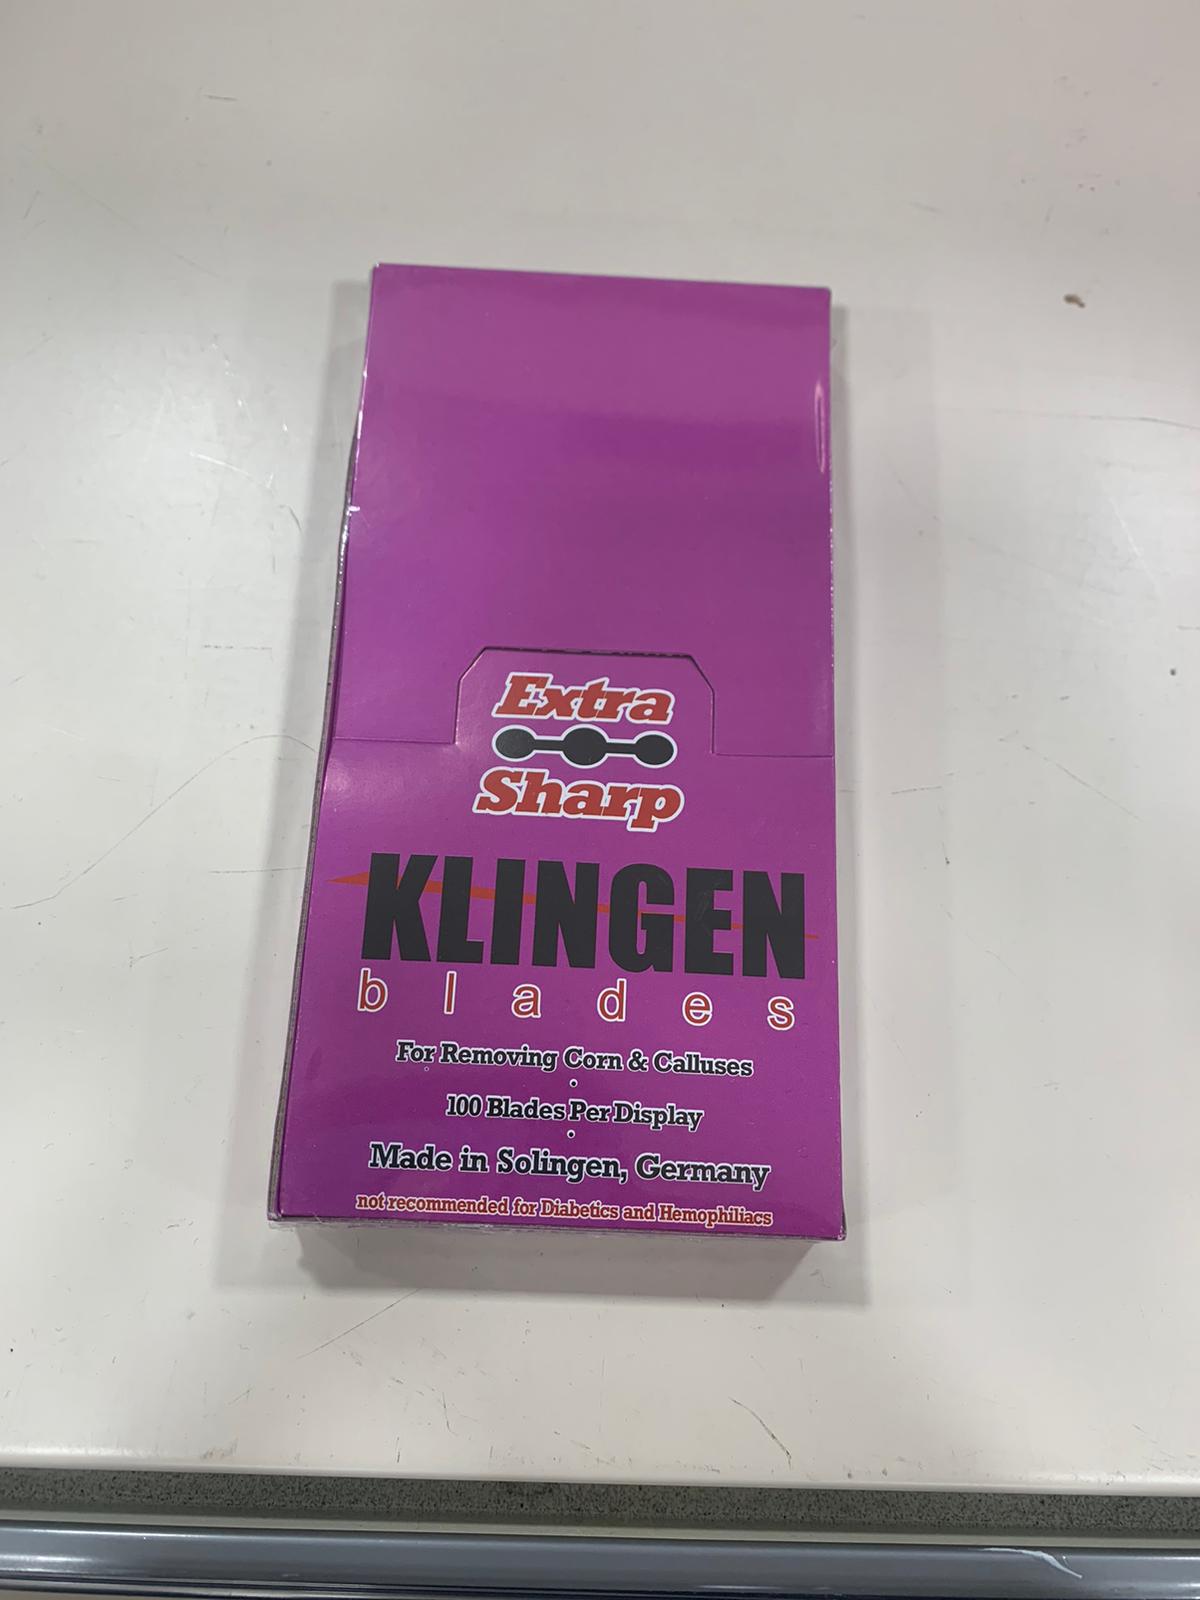 Extra
Sharp
KLINGEN
blades
For Removing Corn & Calluses
100 Blades Per Display
Made in Solingen, Germany
not recommended for Diabetics and Hemophiliacs